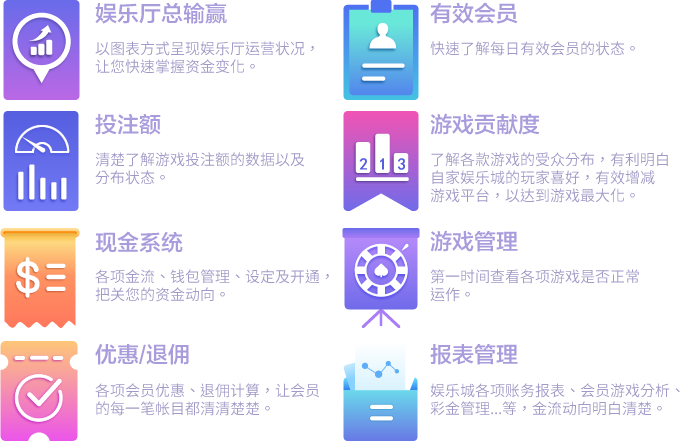 娱乐厅总输赢
以图表方式呈现娱乐厅运营状况，
让您快速掌握资金变化。
有效会员
快速了解每日有效会员的状态。
投注额
清楚了解游戏投注额的数据以及
分布状态。
2 1 3
游戏贡献度
了解各款游戏的受众分布，有利明白
自家娱乐城的玩家喜好，有效增减
游戏平台，以达到游戏最大化。
$
现金系统
各项金流、钱包管理、设定及开通，
把关您的资金动向。
游戏管理
第一时间查看各项游戏是否正常
运作。
优惠/退佣
各项会员优惠、退佣计算，让会员
的每一笔帐目都清清楚楚。
报表管理
娱乐城各项账务报表、会员游戏分析、
彩金管理...等，金流动向明白清楚。